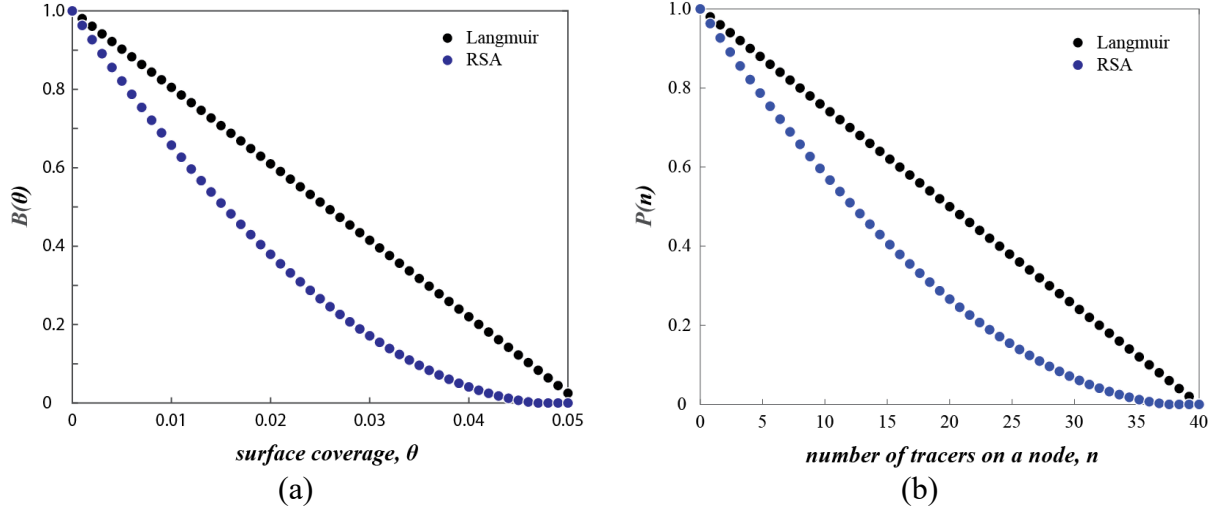 1.0
0.8
0.6
0.4
0.2
0
B(θ)
Langmuir
RSA
0
0.01
0.02
0.03
0.04
0.05
surface coverage, θ
(a)
1.0
0.8
0.6
0.4
0.2
0
P(n)
Langmuir
RSA
0
5
10
15
20
25
30
35
40
number of tracers on a node, n
(b)